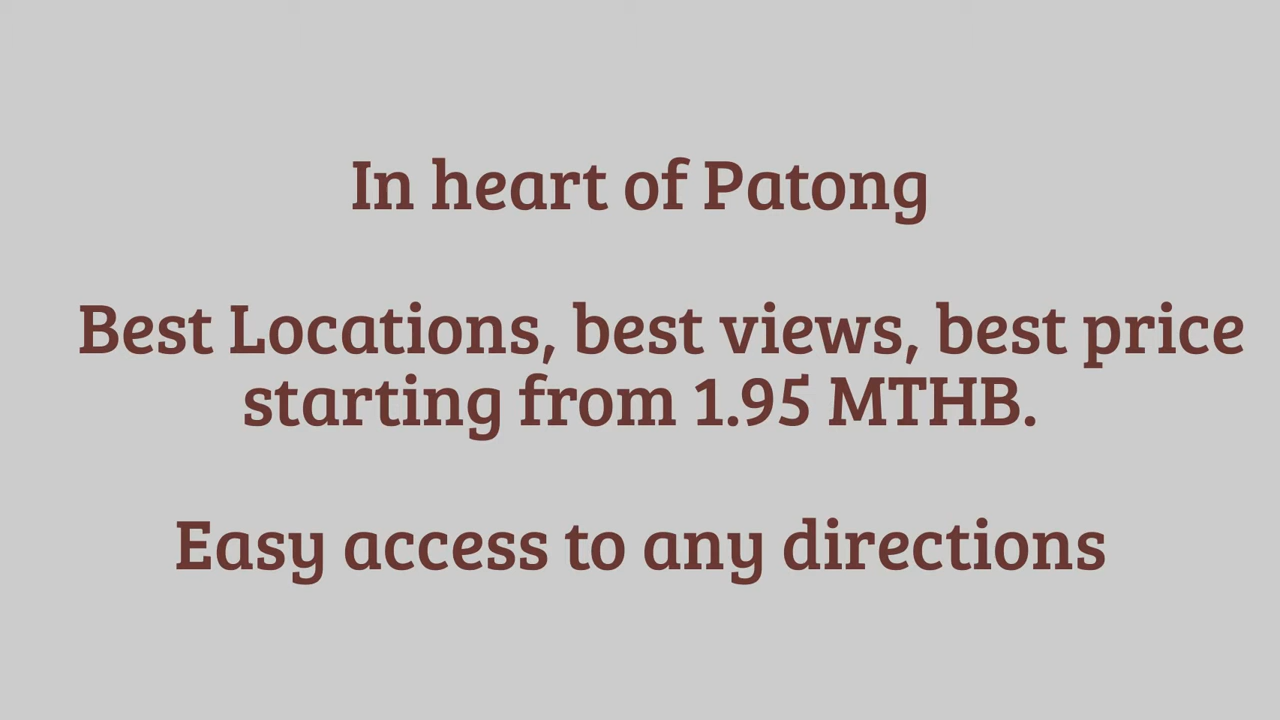 In heart of Patong
Best Locations, best views, best price
starting from 1.95 MTHB.
Easy access to any directions